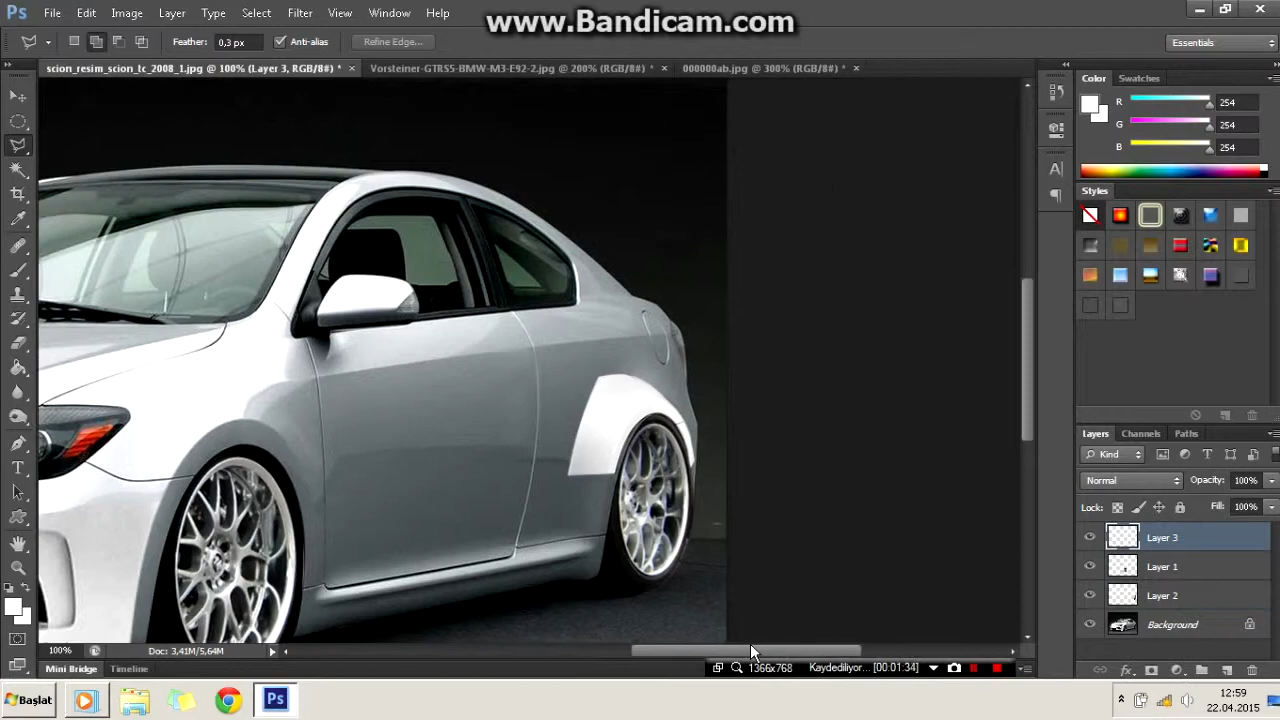 Ps File Edit Image Layer Type Select Filter View Window Help
www.Bandicam.com
Feather: 0,3 px Anti-alias Refine Edge... Essentials
scion_resim_scion_tc_2008_1.jpg @ 100% (Layer 3, RGB/8#) * × Vorsteiner-GTRS5-BMW-M3-E92-2.jpg @ 200% (RGB/8#) * × 000000ab.jpg @ 300% (RGB/8#) * ×
Color Swatches
R 254
G 254
B 254
Styles
Layers Channels Paths
Kind
Normal Opacity: 100%
Lock: Fill: 100%
Layer 3
Layer 1
Layer 2
Background
100% Doc: 3,41M/5,64M
1366x768 Kaydediliyor... [00:01:34]
Mini Bridge Timeline
Başlat Ps
12:59
22.04.2015